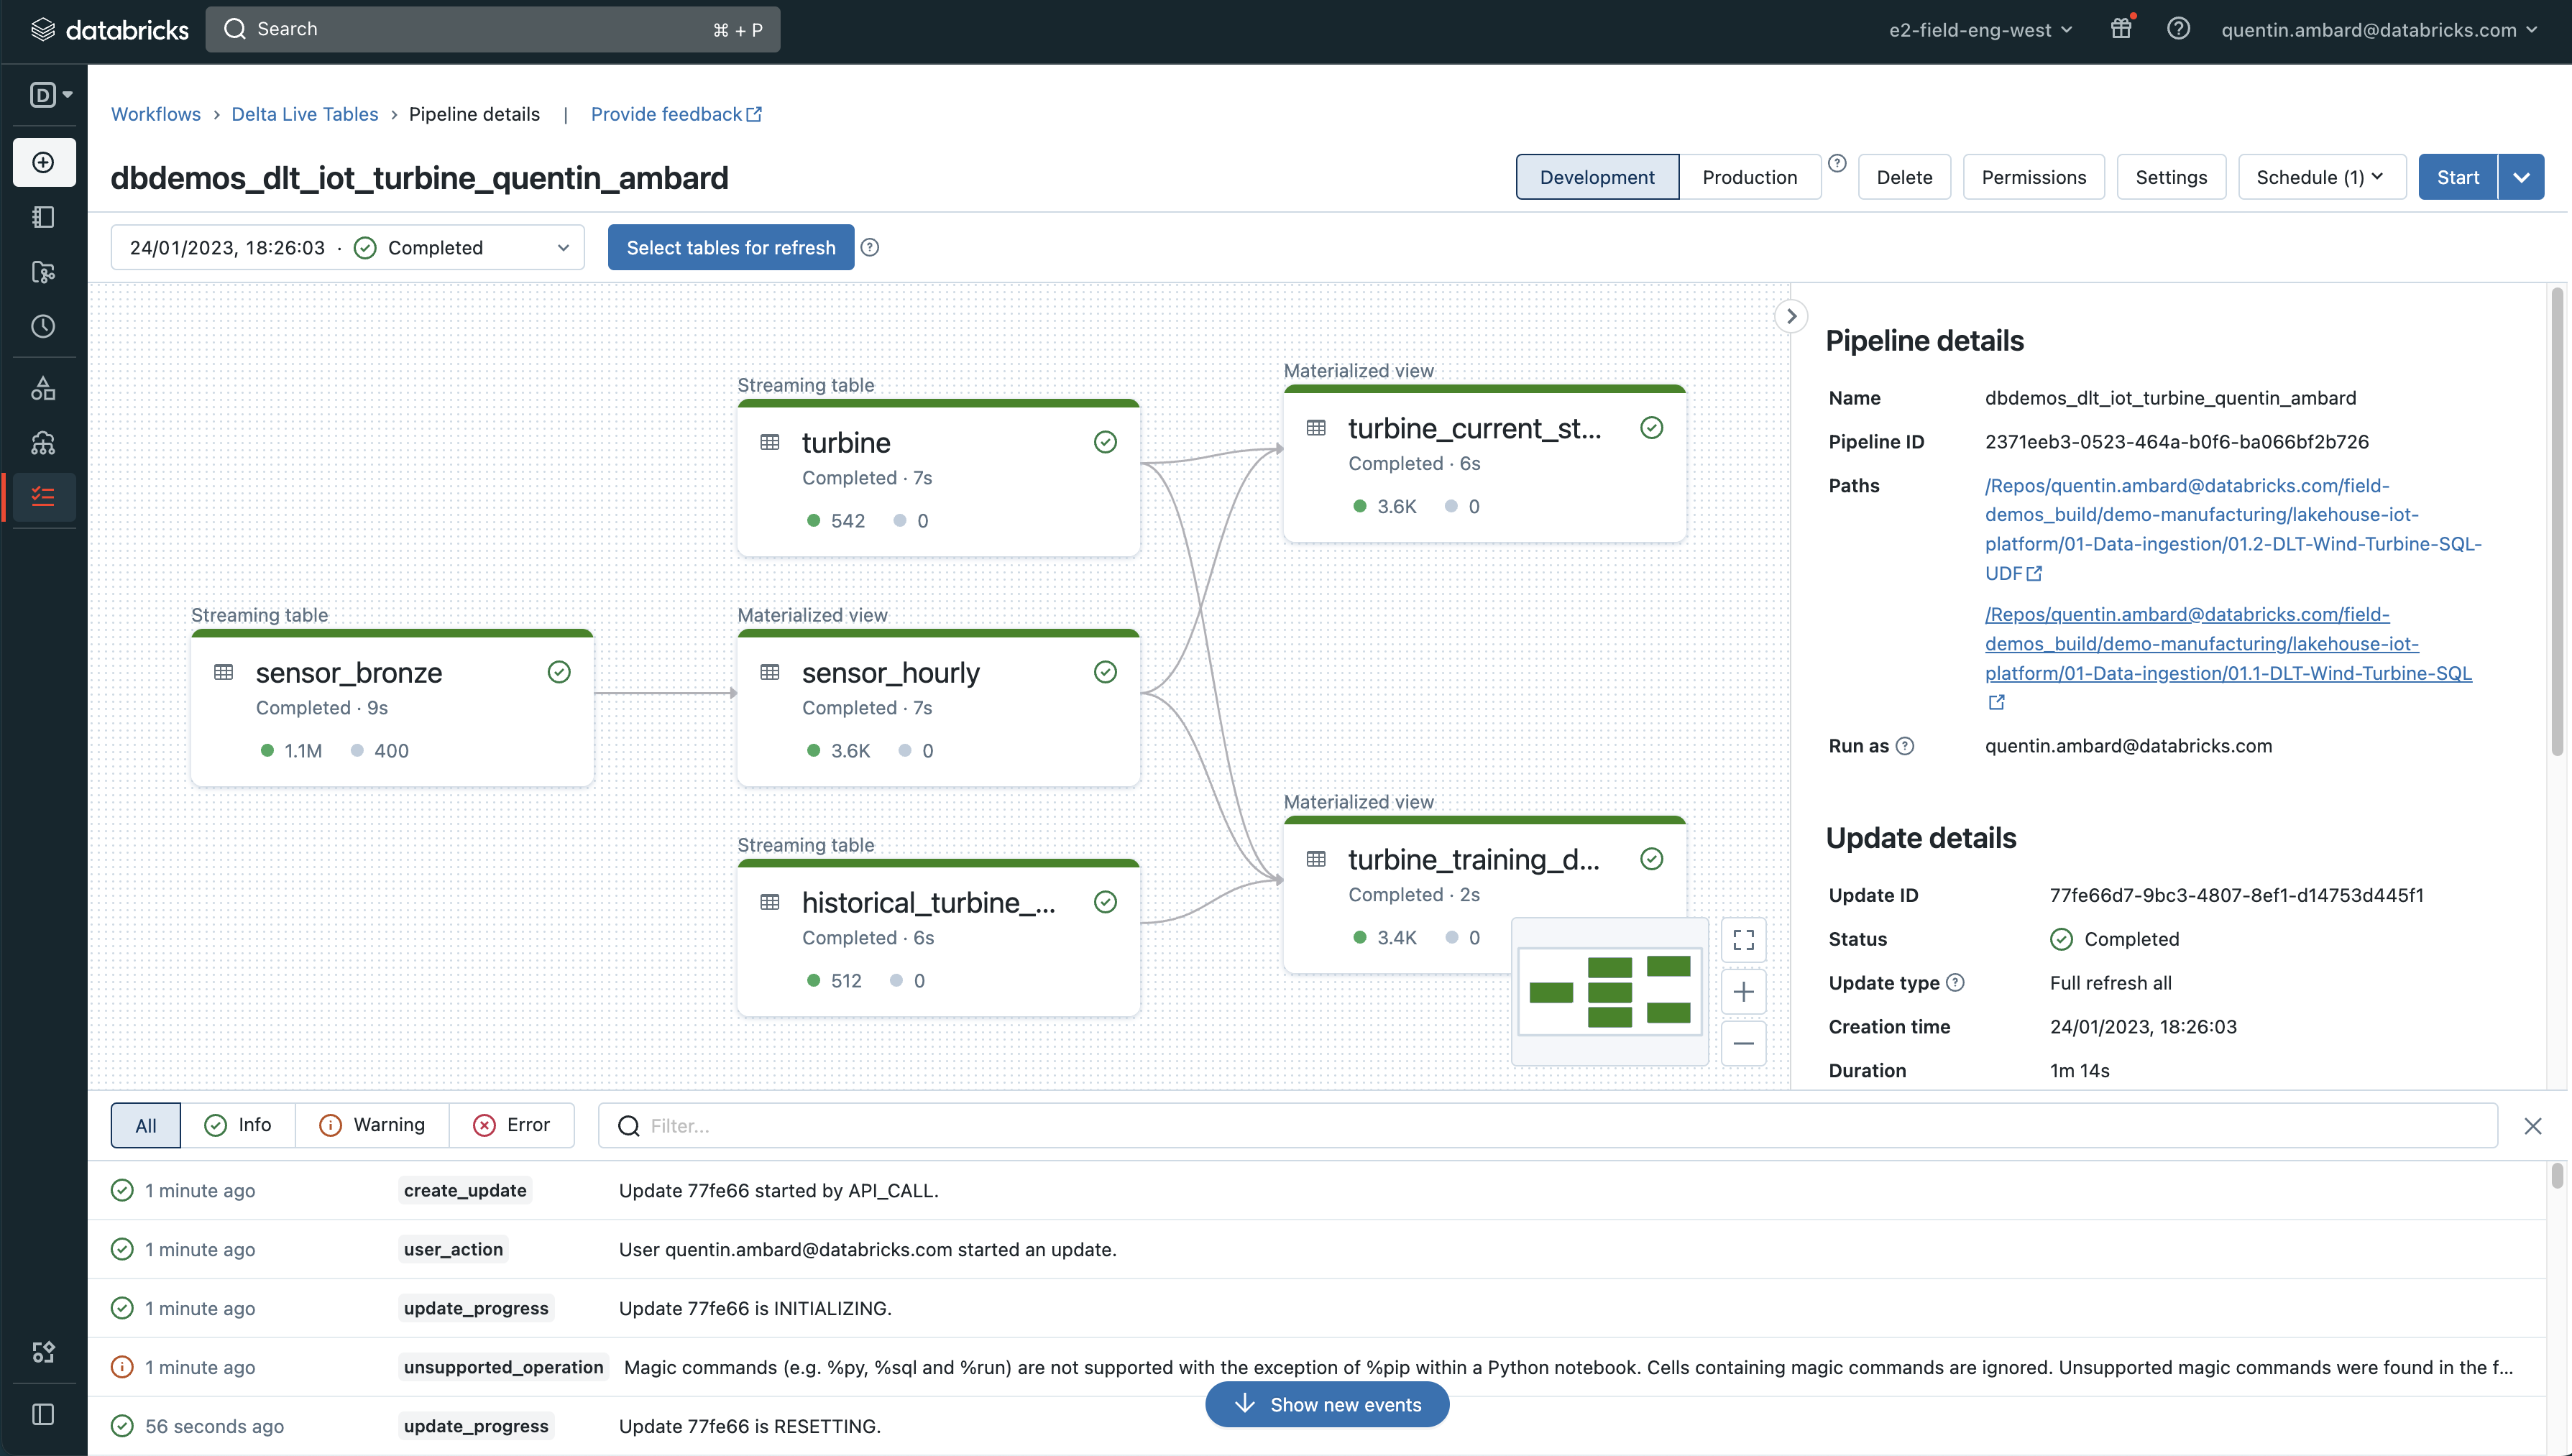 databricks
Search
⌘ + P
e2-field-eng-west
quentin.ambard@databricks.com
D
Workflows › Delta Live Tables › Pipeline details | Provide feedback
dbdemos_dlt_iot_turbine_quentin_ambard
Development
Production
Delete
Permissions
Settings
Schedule (1)
Start
24/01/2023, 18:26:03 · Completed
Select tables for refresh
Streaming table
turbine
Completed · 7s
542
0
Materialized view
turbine_current_st...
Completed · 6s
3.6K
0
Streaming table
sensor_bronze
Completed · 9s
1.1M
400
Materialized view
sensor_hourly
Completed · 7s
3.6K
0
Streaming table
historical_turbine_...
Completed · 6s
512
0
Materialized view
turbine_training_d...
Completed · 2s
3.4K
0
Pipeline details
Name
dbdemos_dlt_iot_turbine_quentin_ambard
Pipeline ID
2371eeb3-0523-464a-b0f6-ba066bf2b726
Paths
/Repos/quentin.ambard@databricks.com/field-
demos_build/demo-manufacturing/lakehouse-iot-
platform/01-Data-ingestion/01.2-DLT-Wind-Turbine-SQL-
UDF
/Repos/quentin.ambard@databricks.com/field-
demos_build/demo-manufacturing/lakehouse-iot-
platform/01-Data-ingestion/01.1-DLT-Wind-Turbine-SQL
Run as
quentin.ambard@databricks.com
Update details
Update ID
77fe66d7-9bc3-4807-8ef1-d14753d445f1
Status
Completed
Update type
Full refresh all
Creation time
24/01/2023, 18:26:03
Duration
1m 14s
All
Info
Warning
Error
Filter...
1 minute ago
create_update
Update 77fe66 started by API_CALL.
1 minute ago
user_action
User quentin.ambard@databricks.com started an update.
1 minute ago
update_progress
Update 77fe66 is INITIALIZING.
1 minute ago
unsupported_operation
Magic commands (e.g. %py, %sql and %run) are not supported with the exception of %pip within a Python notebook. Cells containing magic commands are ignored. Unsupported magic commands were found in the f...
Show new events
56 seconds ago
update_progress
Update 77fe66 is RESETTING.